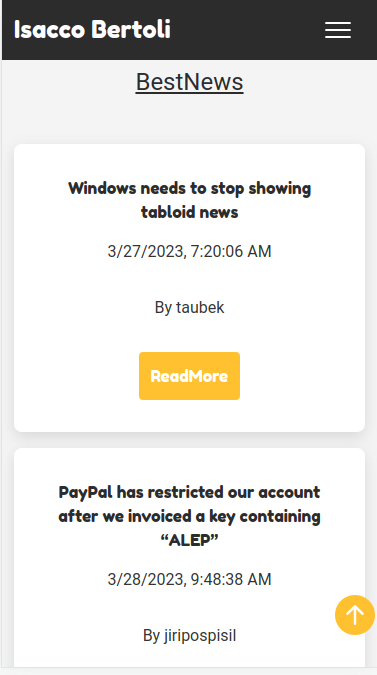 Isacco Bertoli
BestNews
Windows needs to stop showing
tabloid news
3/27/2023, 7:20:06 AM
By taubek
ReadMore
PayPal has restricted our account
after we invoiced a key containing
“ALEP”
3/28/2023, 9:48:38 AM
By jiripospisil